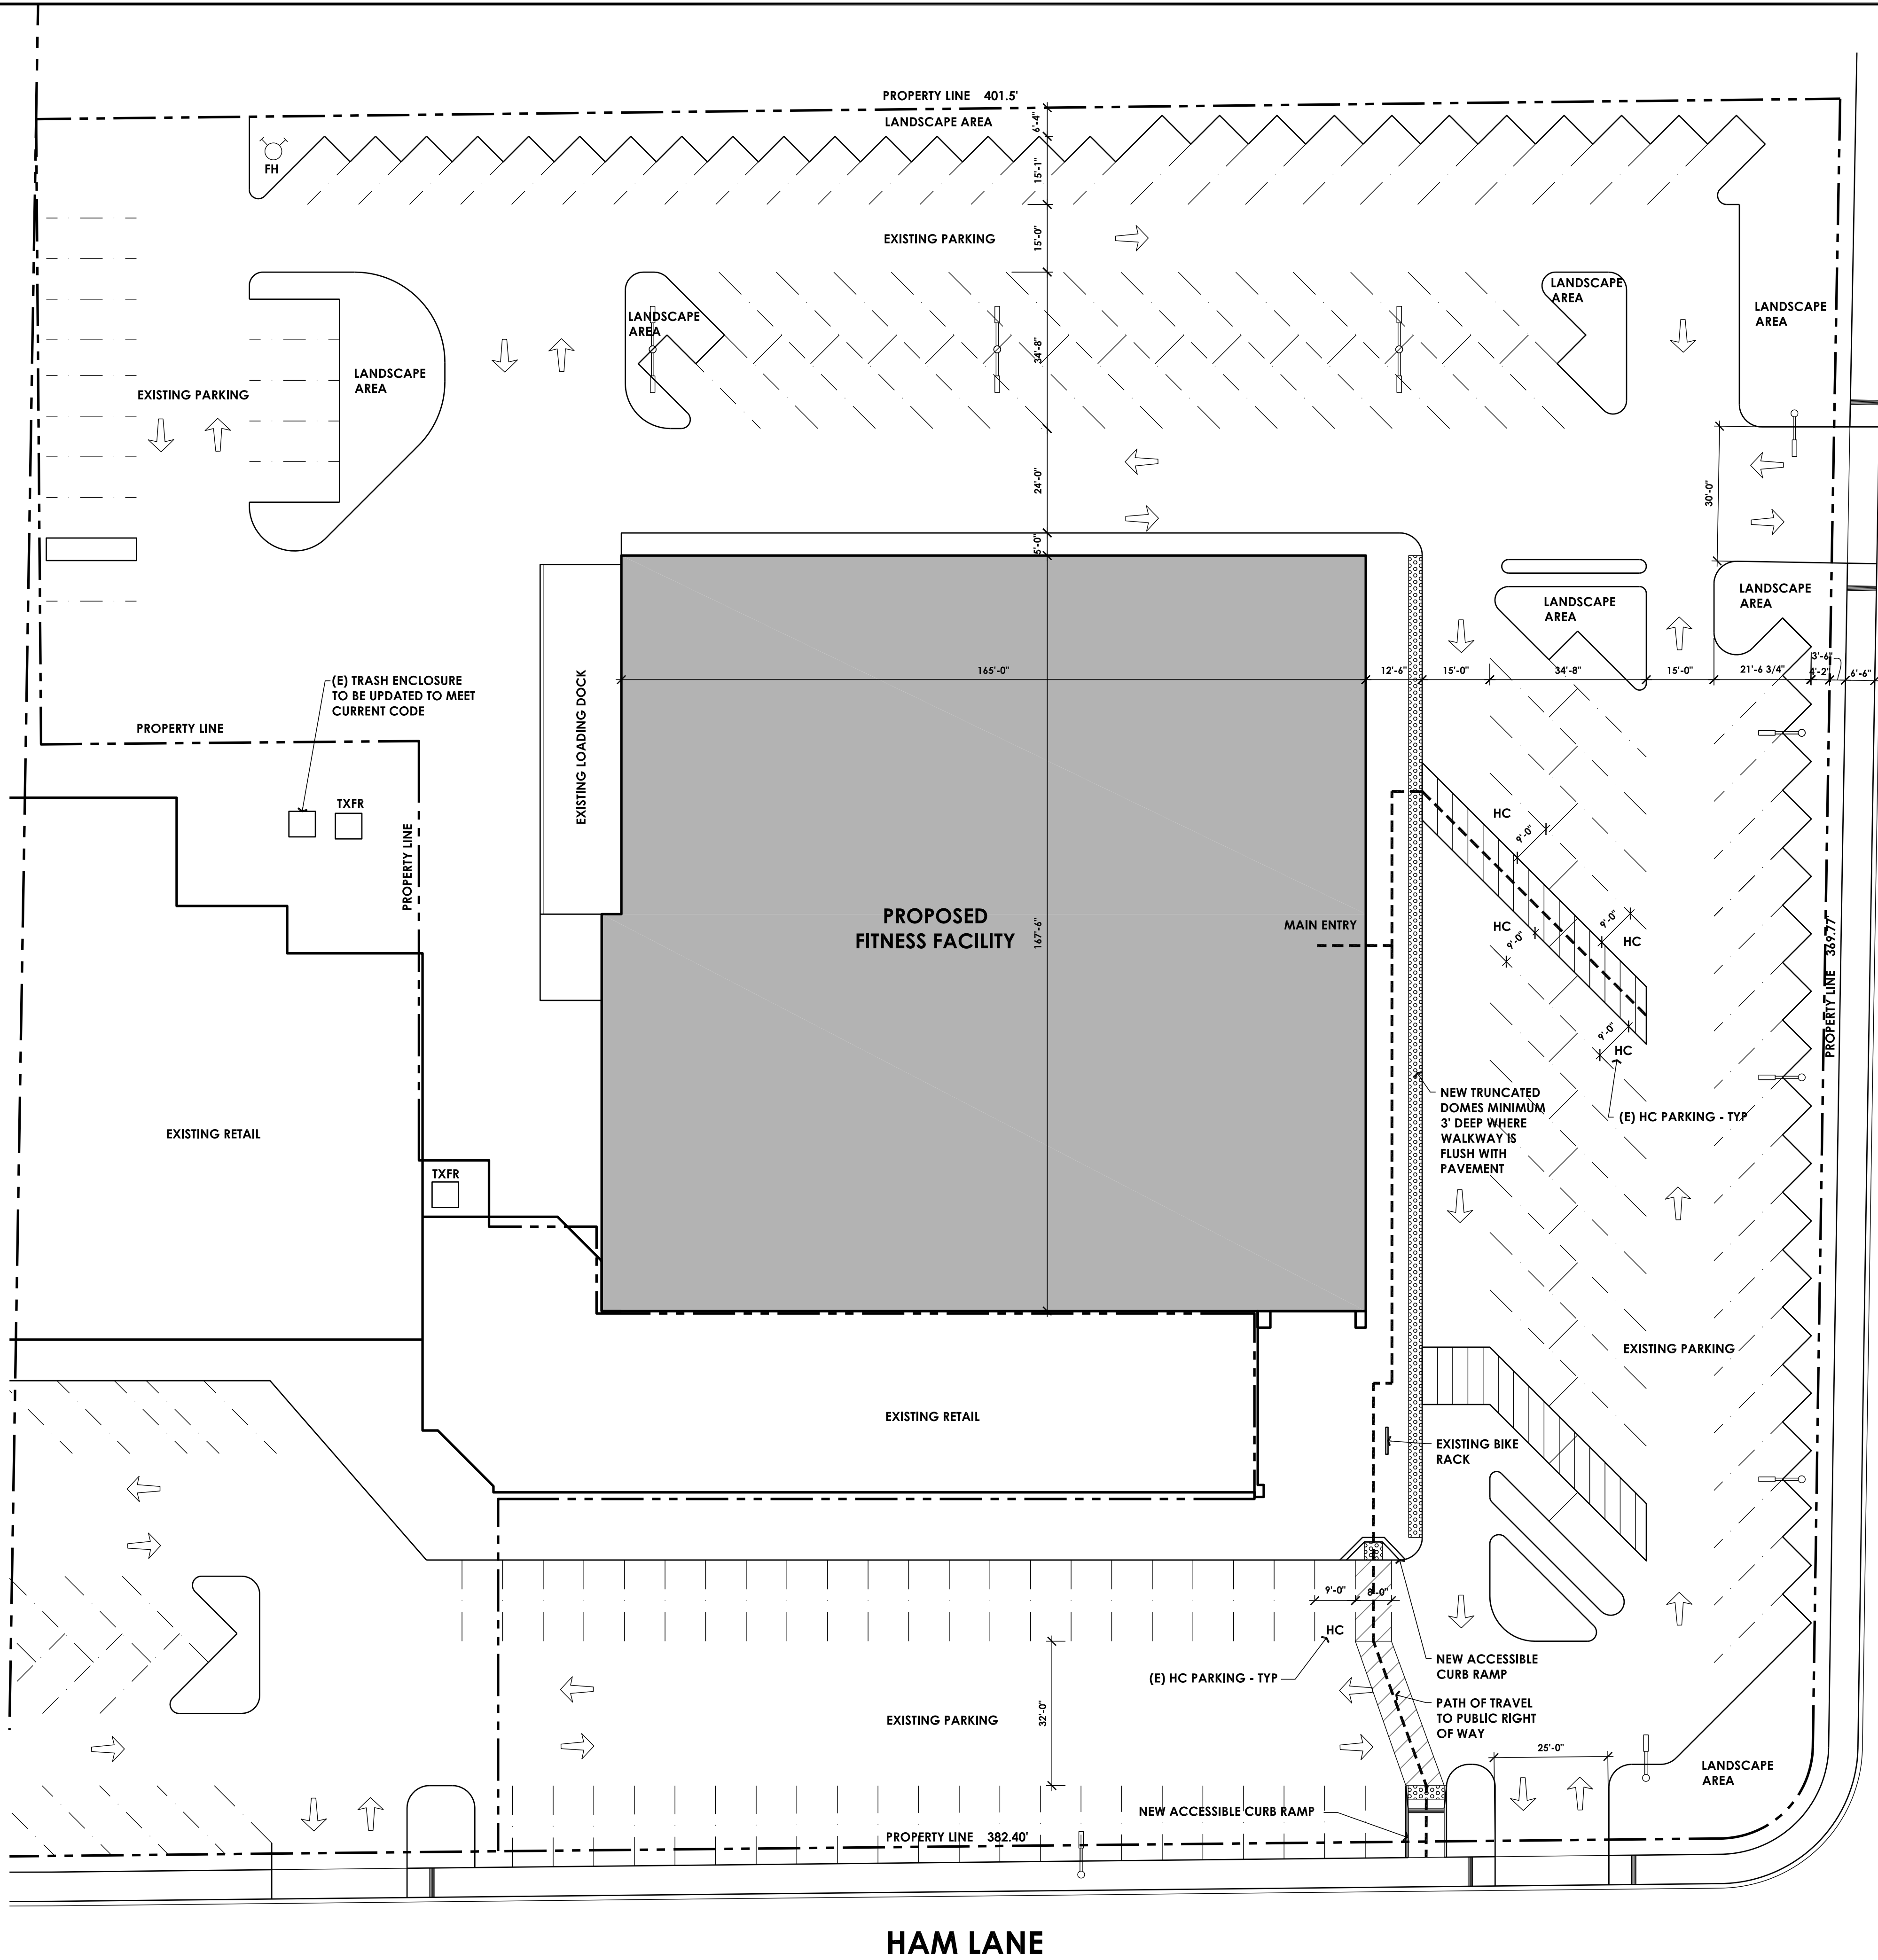 PROPERTY LINE 401.5'
LANDSCAPE AREA
6'-4"
FH
15'-1"
EXISTING PARKING
15'-0"
LANDSCAPE
AREA
LANDSCAPE
AREA
LANDSCAPE
AREA
LANDSCAPE
AREA
34'-8"
EXISTING PARKING
24'-0"
30'-0"
5'-0"
LANDSCAPE
AREA
LANDSCAPE
AREA
165'-0"
12'-6"
15'-0"
34'-8"
15'-0"
21'-6 3/4"
3'-6"
4'-2"
6'-6"
(E) TRASH ENCLOSURE
TO BE UPDATED TO MEET
CURRENT CODE
PROPERTY LINE
EXISTING LOADING DOCK
TXFR
PROPERTY LINE
HC
9'-0"
PROPOSED
FITNESS FACILITY
167'-6"
MAIN ENTRY
HC
9'-0"
9'-0"
HC
PROPERTY LINE 369.77'
9'-0"
HC
NEW TRUNCATED
DOMES MINIMUM
3' DEEP WHERE
WALKWAY IS
FLUSH WITH
PAVEMENT
(E) HC PARKING - TYP
EXISTING RETAIL
TXFR
EXISTING PARKING
EXISTING RETAIL
EXISTING BIKE
RACK
9'-0"
8'-0"
HC
NEW ACCESSIBLE
CURB RAMP
(E) HC PARKING - TYP
PATH OF TRAVEL
TO PUBLIC RIGHT
OF WAY
EXISTING PARKING
32'-0"
25'-0"
LANDSCAPE
AREA
NEW ACCESSIBLE CURB RAMP
PROPERTY LINE 382.40'
HAM LANE